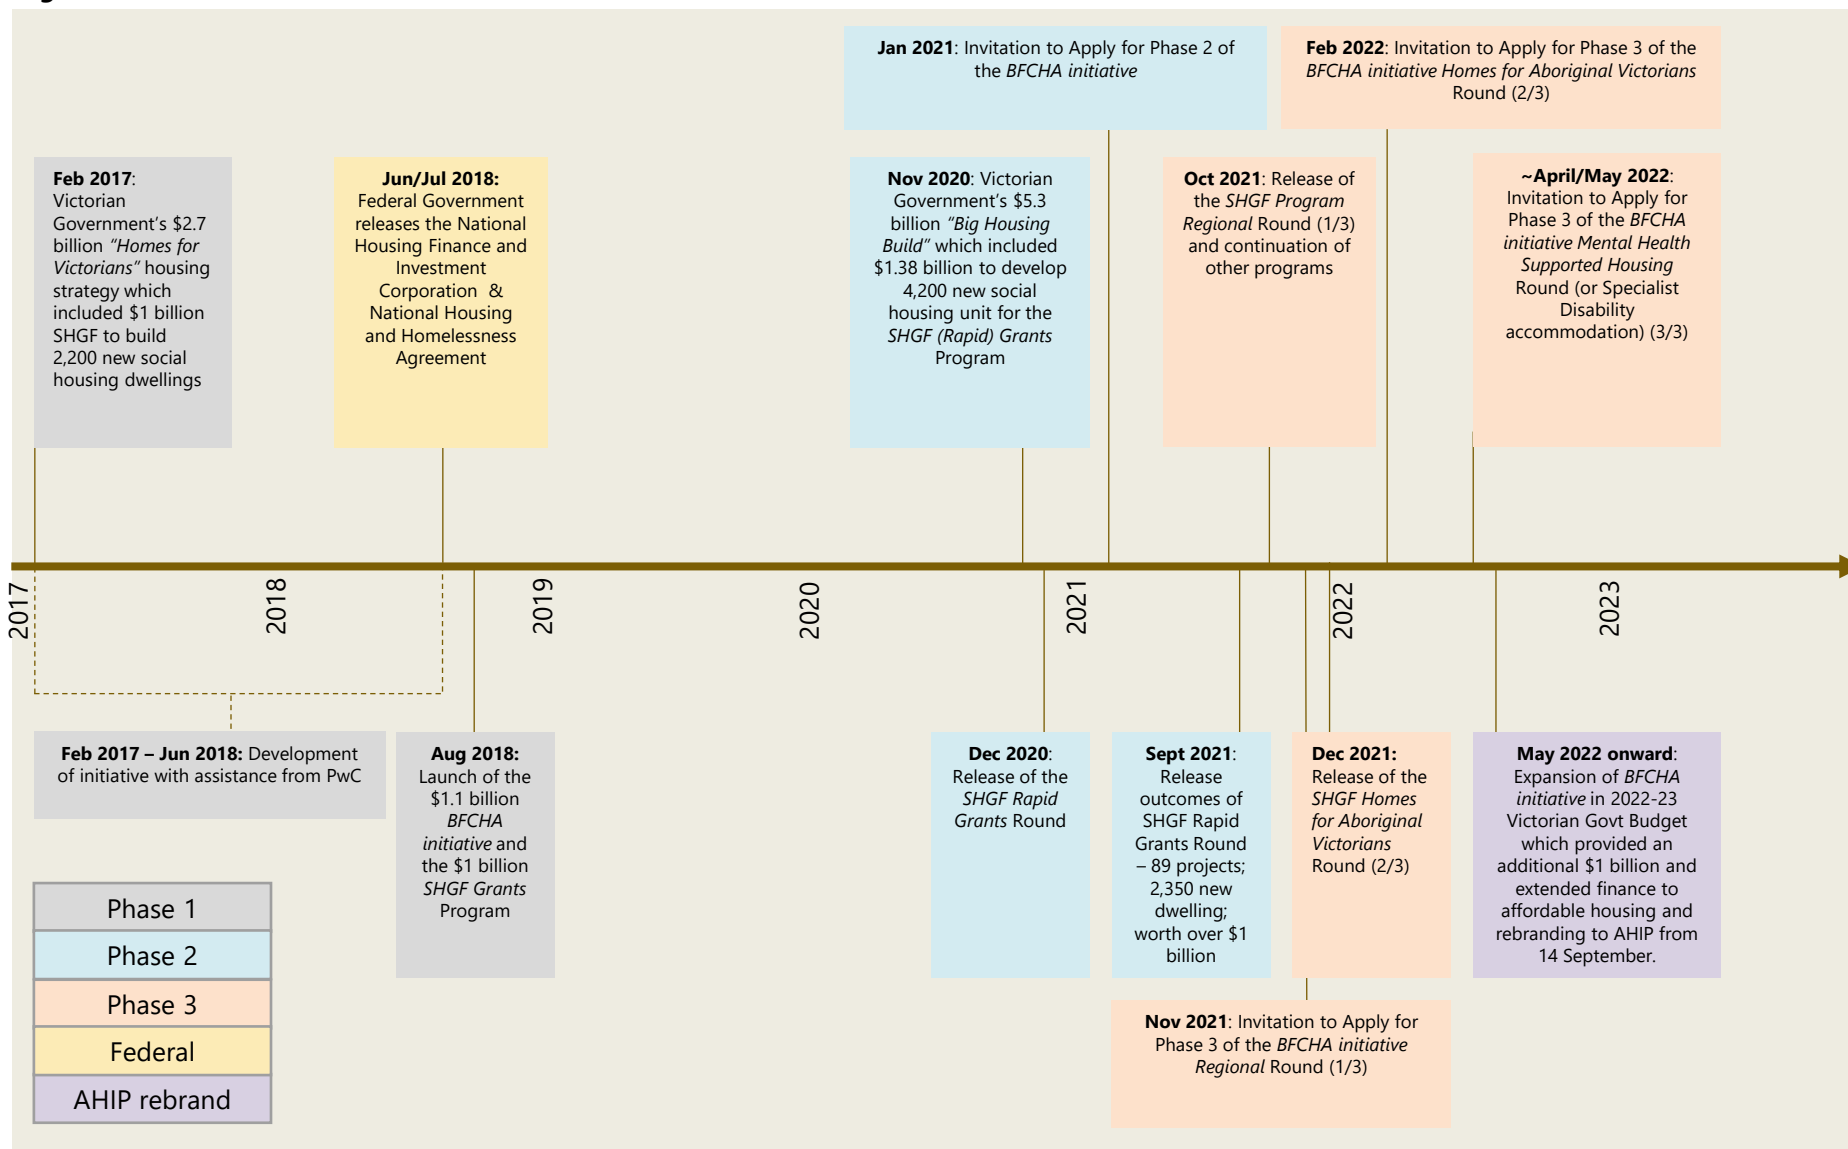 Jan 2021: Invitation to Apply for Phase 2 of
the BFCHA initiative
Feb 2022: Invitation to Apply for Phase 3 of the
BFCHA initiative Homes for Aboriginal Victorians
Round (2/3)
Feb 2017:
Victorian
Government’s $2.7
billion “Homes for
Victorians” housing
strategy which
included $1 billion
SHGF to build
2,200 new social
housing dwellings
Jun/Jul 2018:
Federal Government
releases the National
Housing Finance and
Investment
Corporation &
National Housing
and Homelessness
Agreement
Nov 2020: Victorian
Government’s $5.3
billion “Big Housing
Build” which included
$1.38 billion to develop
4,200 new social
housing unit for the
SHGF (Rapid) Grants
Program
Oct 2021: Release of
the SHGF Program
Regional Round (1/3)
and continuation of
other programs
~April/May 2022:
Invitation to Apply for
Phase 3 of the BFCHA
initiative Mental Health
Supported Housing
Round (or Specialist
Disability
accommodation) (3/3)
2017
2018
2019
2020
2021
2022
2023
Feb 2017 – Jun 2018: Development
of initiative with assistance from PwC
Aug 2018:
Launch of the
$1.1 billion
BFCHA
initiative and
the $1 billion
SHGF Grants
Program
Dec 2020:
Release of the
SHGF Rapid
Grants Round
Sept 2021:
Release
outcomes of
SHGF Rapid
Grants Round
– 89 projects;
2,350 new
dwelling;
worth over $1
billion
Dec 2021:
Release of the
SHGF Homes
for Aboriginal
Victorians
Round (2/3)
May 2022 onward:
Expansion of BFCHA
initiative in 2022-23
Victorian Govt Budget
which provided an
additional $1 billion and
extended finance to
affordable housing and
rebranding to AHIP from
14 September.
Nov 2021: Invitation to Apply for
Phase 3 of the BFCHA initiative
Regional Round (1/3)
Phase 1
Phase 2
Phase 3
Federal
AHIP rebrand